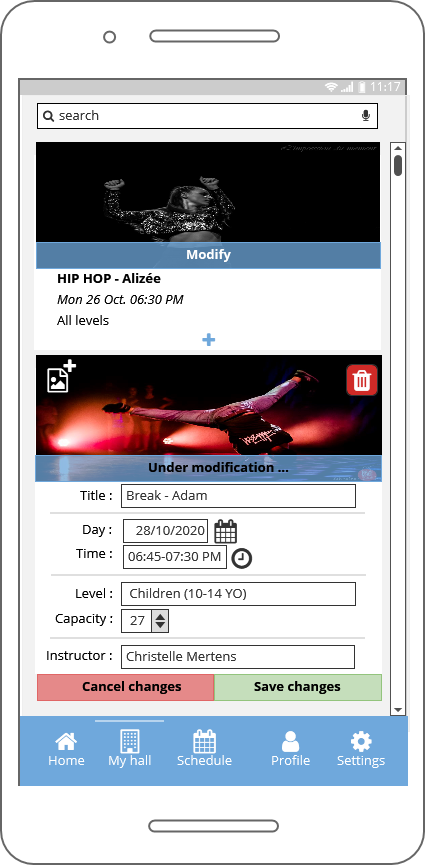 11:17
search
Modify
HIP HOP - Alizée
Mon 26 Oct. 06:30 PM
All levels
Under modification ...
Title : Break - Adam
Day : 28/10/2020
Time : 06:45-07:30 PM
Level : Children (10-14 YO)
Capacity : 27
Instructor : Christelle Mertens
Cancel changes Save changes
Home My hall Schedule Profile Settings